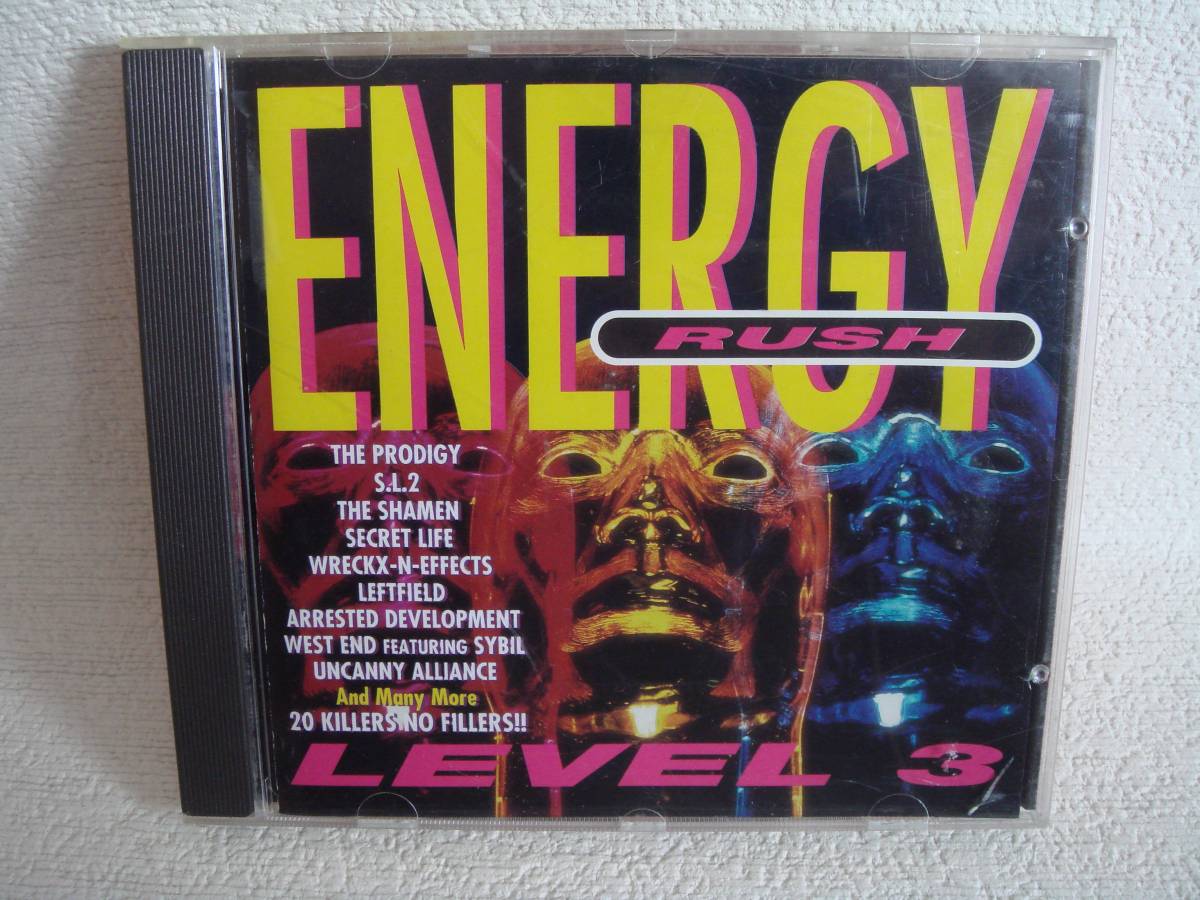 ENERGY
RUSH
THE PRODIGY
S.L.2
THE SHAMEN
SECRET LIFE
WRECKX-N-EFFECTS
LEFTFIELD
ARRESTED DEVELOPMENT
WEST END FEATURING SYBIL
UNCANNY ALLIANCE
And Many More
20 KILLERS NO FILLERS!!
LEVEL 3